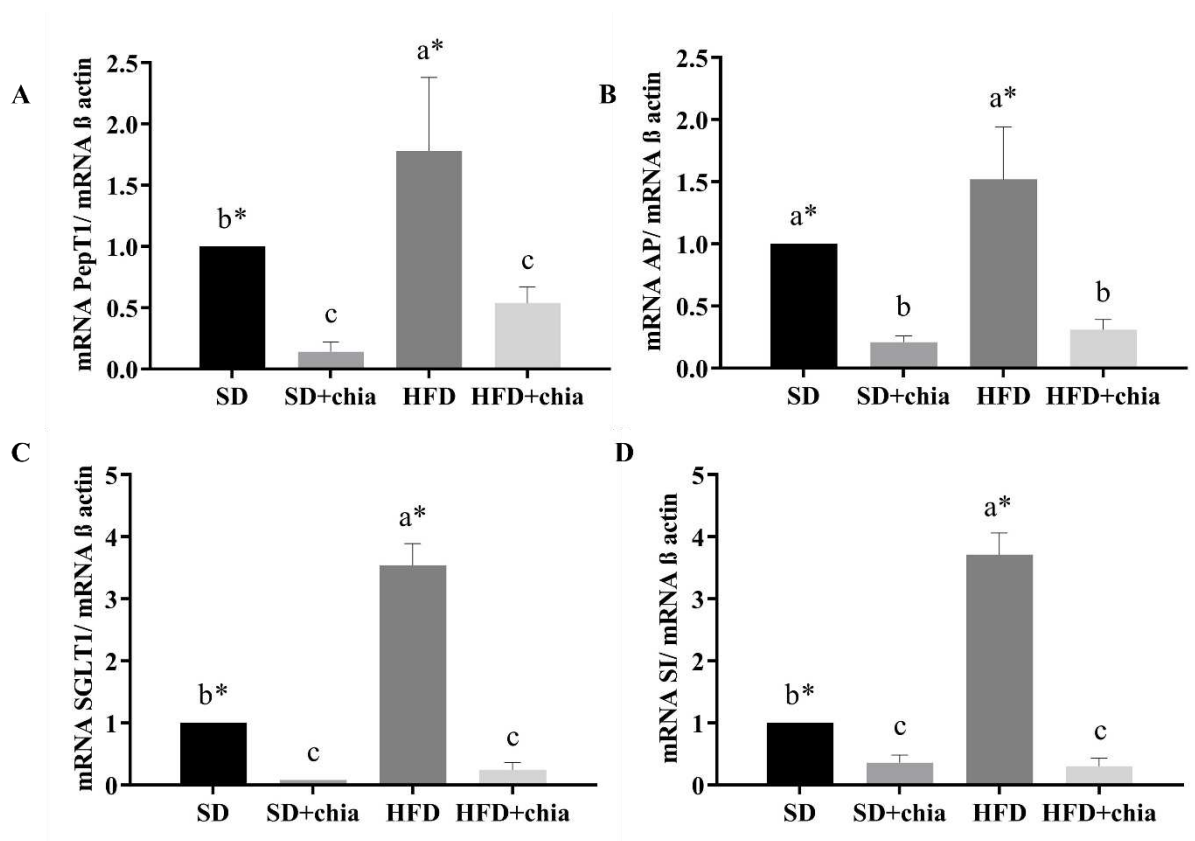 A
mRNA PepT1/ mRNA ß actin
2.5
2.0
1.5
1.0
0.5
0.0
b*
c
a*
c
SD SD+chia HFD HFD+chia
B
mRNA AP/ mRNA ß actin
2.5
2.0
1.5
1.0
0.5
0.0
a*
b
a*
b
SD SD+chia HFD HFD+chia
C
mRNA SGLT1/ mRNA ß actin
5
4
3
2
1
0
b*
c
a*
c
SD SD+chia HFD HFD+chia
D
mRNA SI/ mRNA ß actin
5
4
3
2
1
0
b*
c
a*
c
SD SD+chia HFD HFD+chia